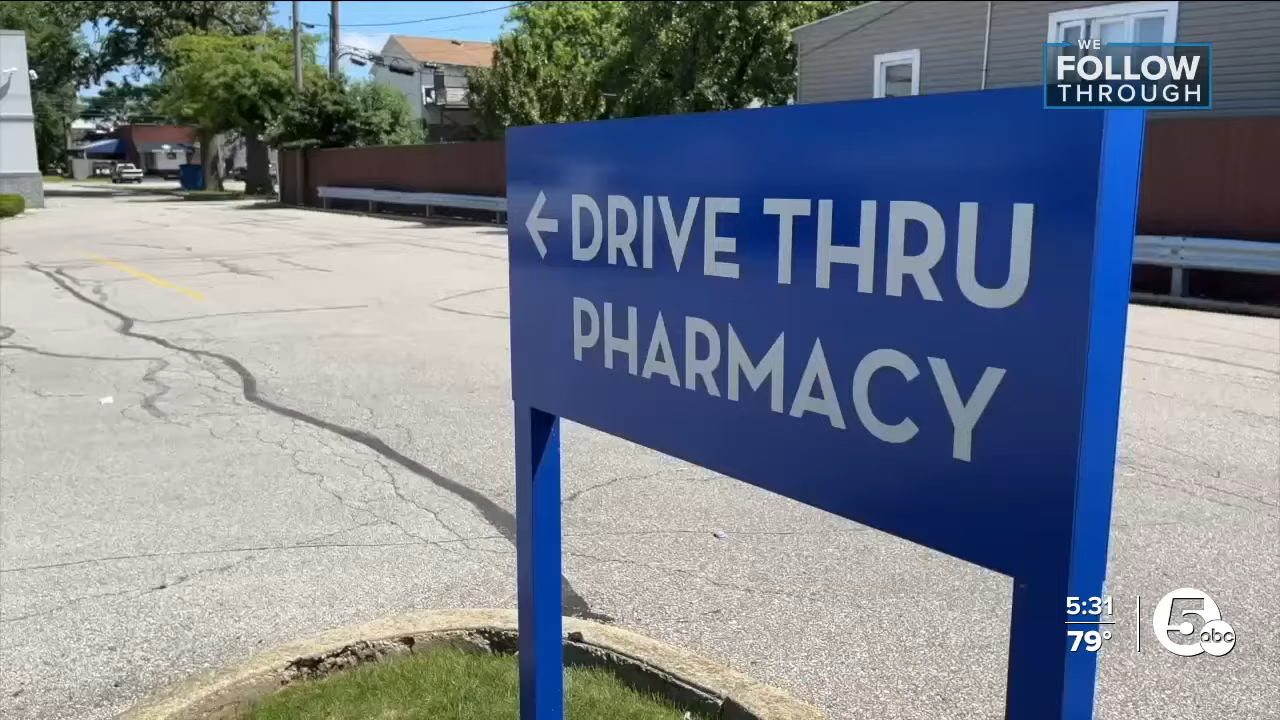 WE
FOLLOW
THROUGH
← DRIVE THRU
PHARMACY
5:31
79°
5
abc